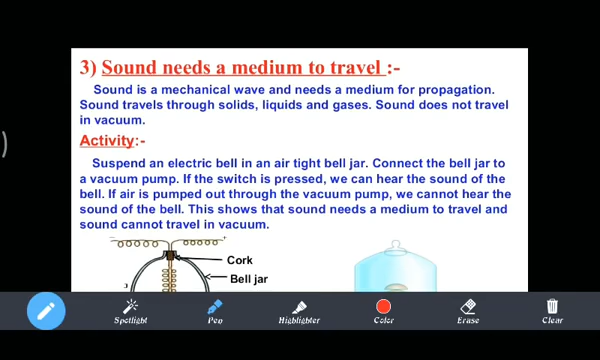 3) Sound needs a medium to travel :-
Sound is a mechanical wave and needs a medium for propagation.
Sound travels through solids, liquids and gases. Sound does not travel
in vacuum.
Activity:-
Suspend an electric bell in an air tight bell jar. Connect the bell jar to
a vacuum pump. If the switch is pressed, we can hear the sound of the
bell. If air is pumped out through the vacuum pump, we cannot hear the
sound of the bell. This shows that sound needs a medium to travel and
sound cannot travel in vacuum.
Cork
Bell jar
3
Spotlight Pen Highlighter Color Erase Clear